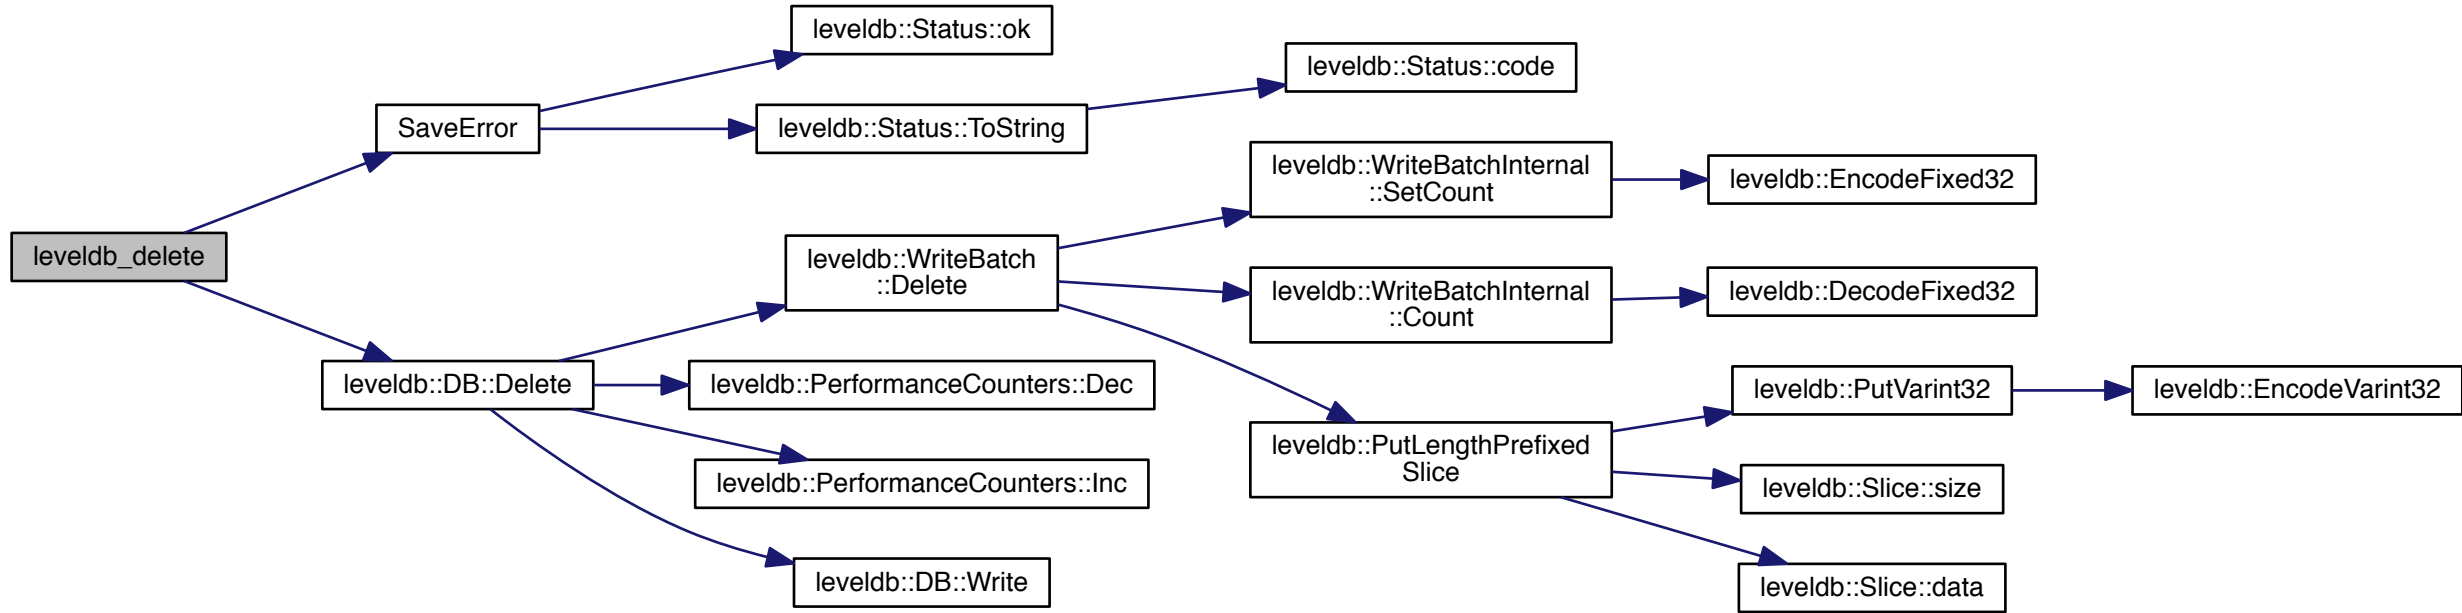 leveldb::Status::ok
leveldb::Status::code
SaveError
leveldb::Status::ToString
leveldb::WriteBatchInternal
::SetCount
leveldb::EncodeFixed32
leveldb_delete
leveldb::WriteBatch
::Delete
leveldb::WriteBatchInternal
::Count
leveldb::DecodeFixed32
leveldb::DB::Delete
leveldb::PerformanceCounters::Dec
leveldb::PutVarint32
leveldb::EncodeVarint32
leveldb::PutLengthPrefixed
Slice
leveldb::PerformanceCounters::Inc
leveldb::Slice::size
leveldb::DB::Write
leveldb::Slice::data